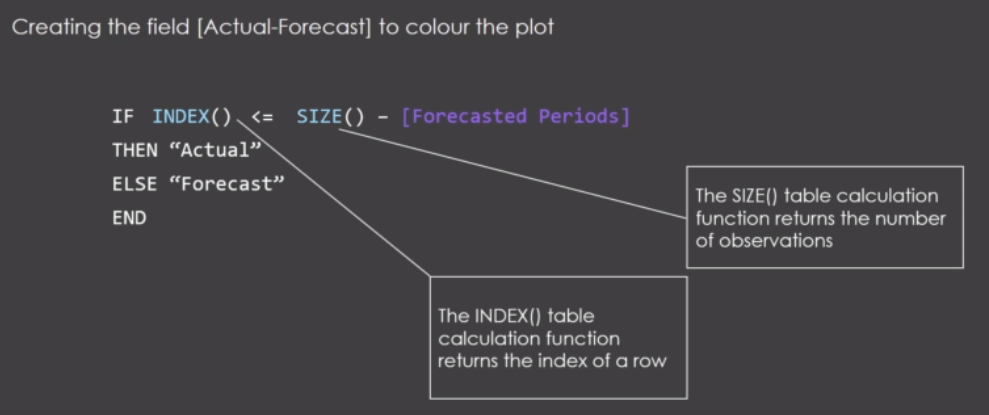 Creating the field [Actual-Forecast] to colour the plot
IF INDEX() <= SIZE() – [Forecasted Periods]
THEN “Actual”
ELSE “Forecast”
END
The SIZE() table calculation
function returns the number
of observations
The INDEX() table
calculation function
returns the index of a row